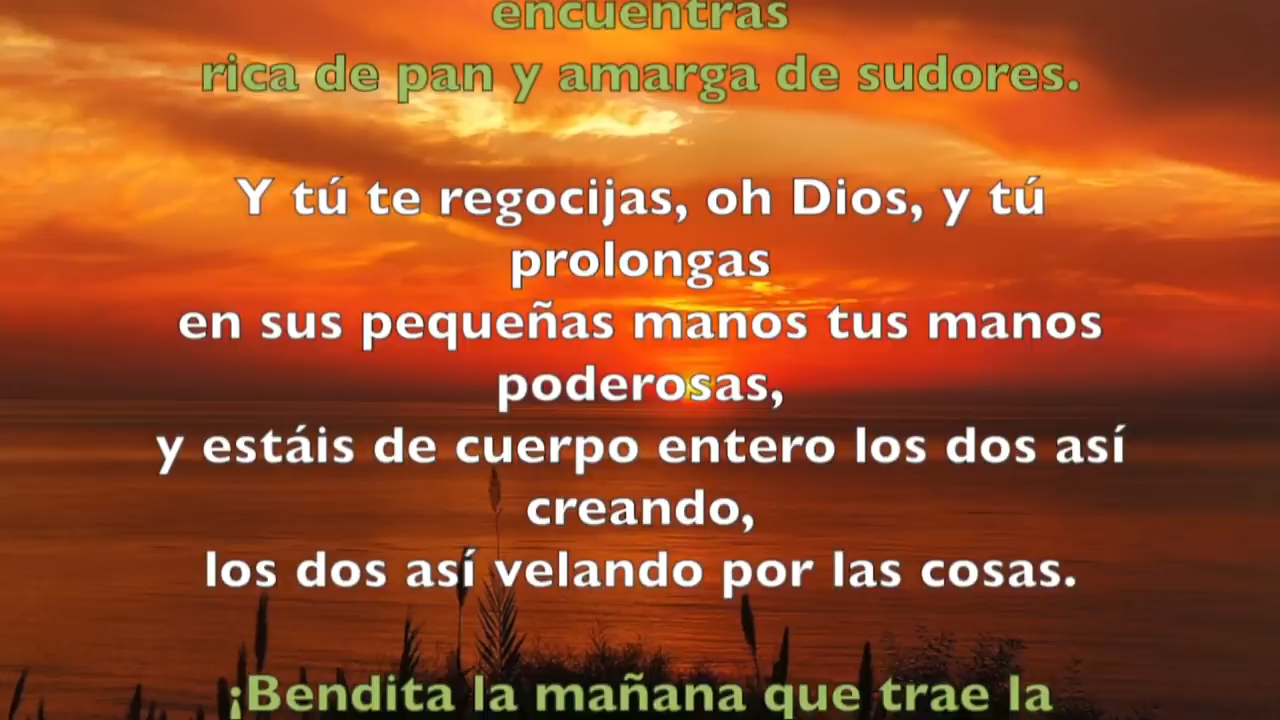 encuentras
rica de pan y amarga de sudores.
Y tú te regocijas, oh Dios, y tú
prolongas
en sus pequeñas manos tus manos
poderosas,
y estáis de cuerpo entero los dos así
creando,
los dos así velando por las cosas.
¡Bendita la mañana que trae la